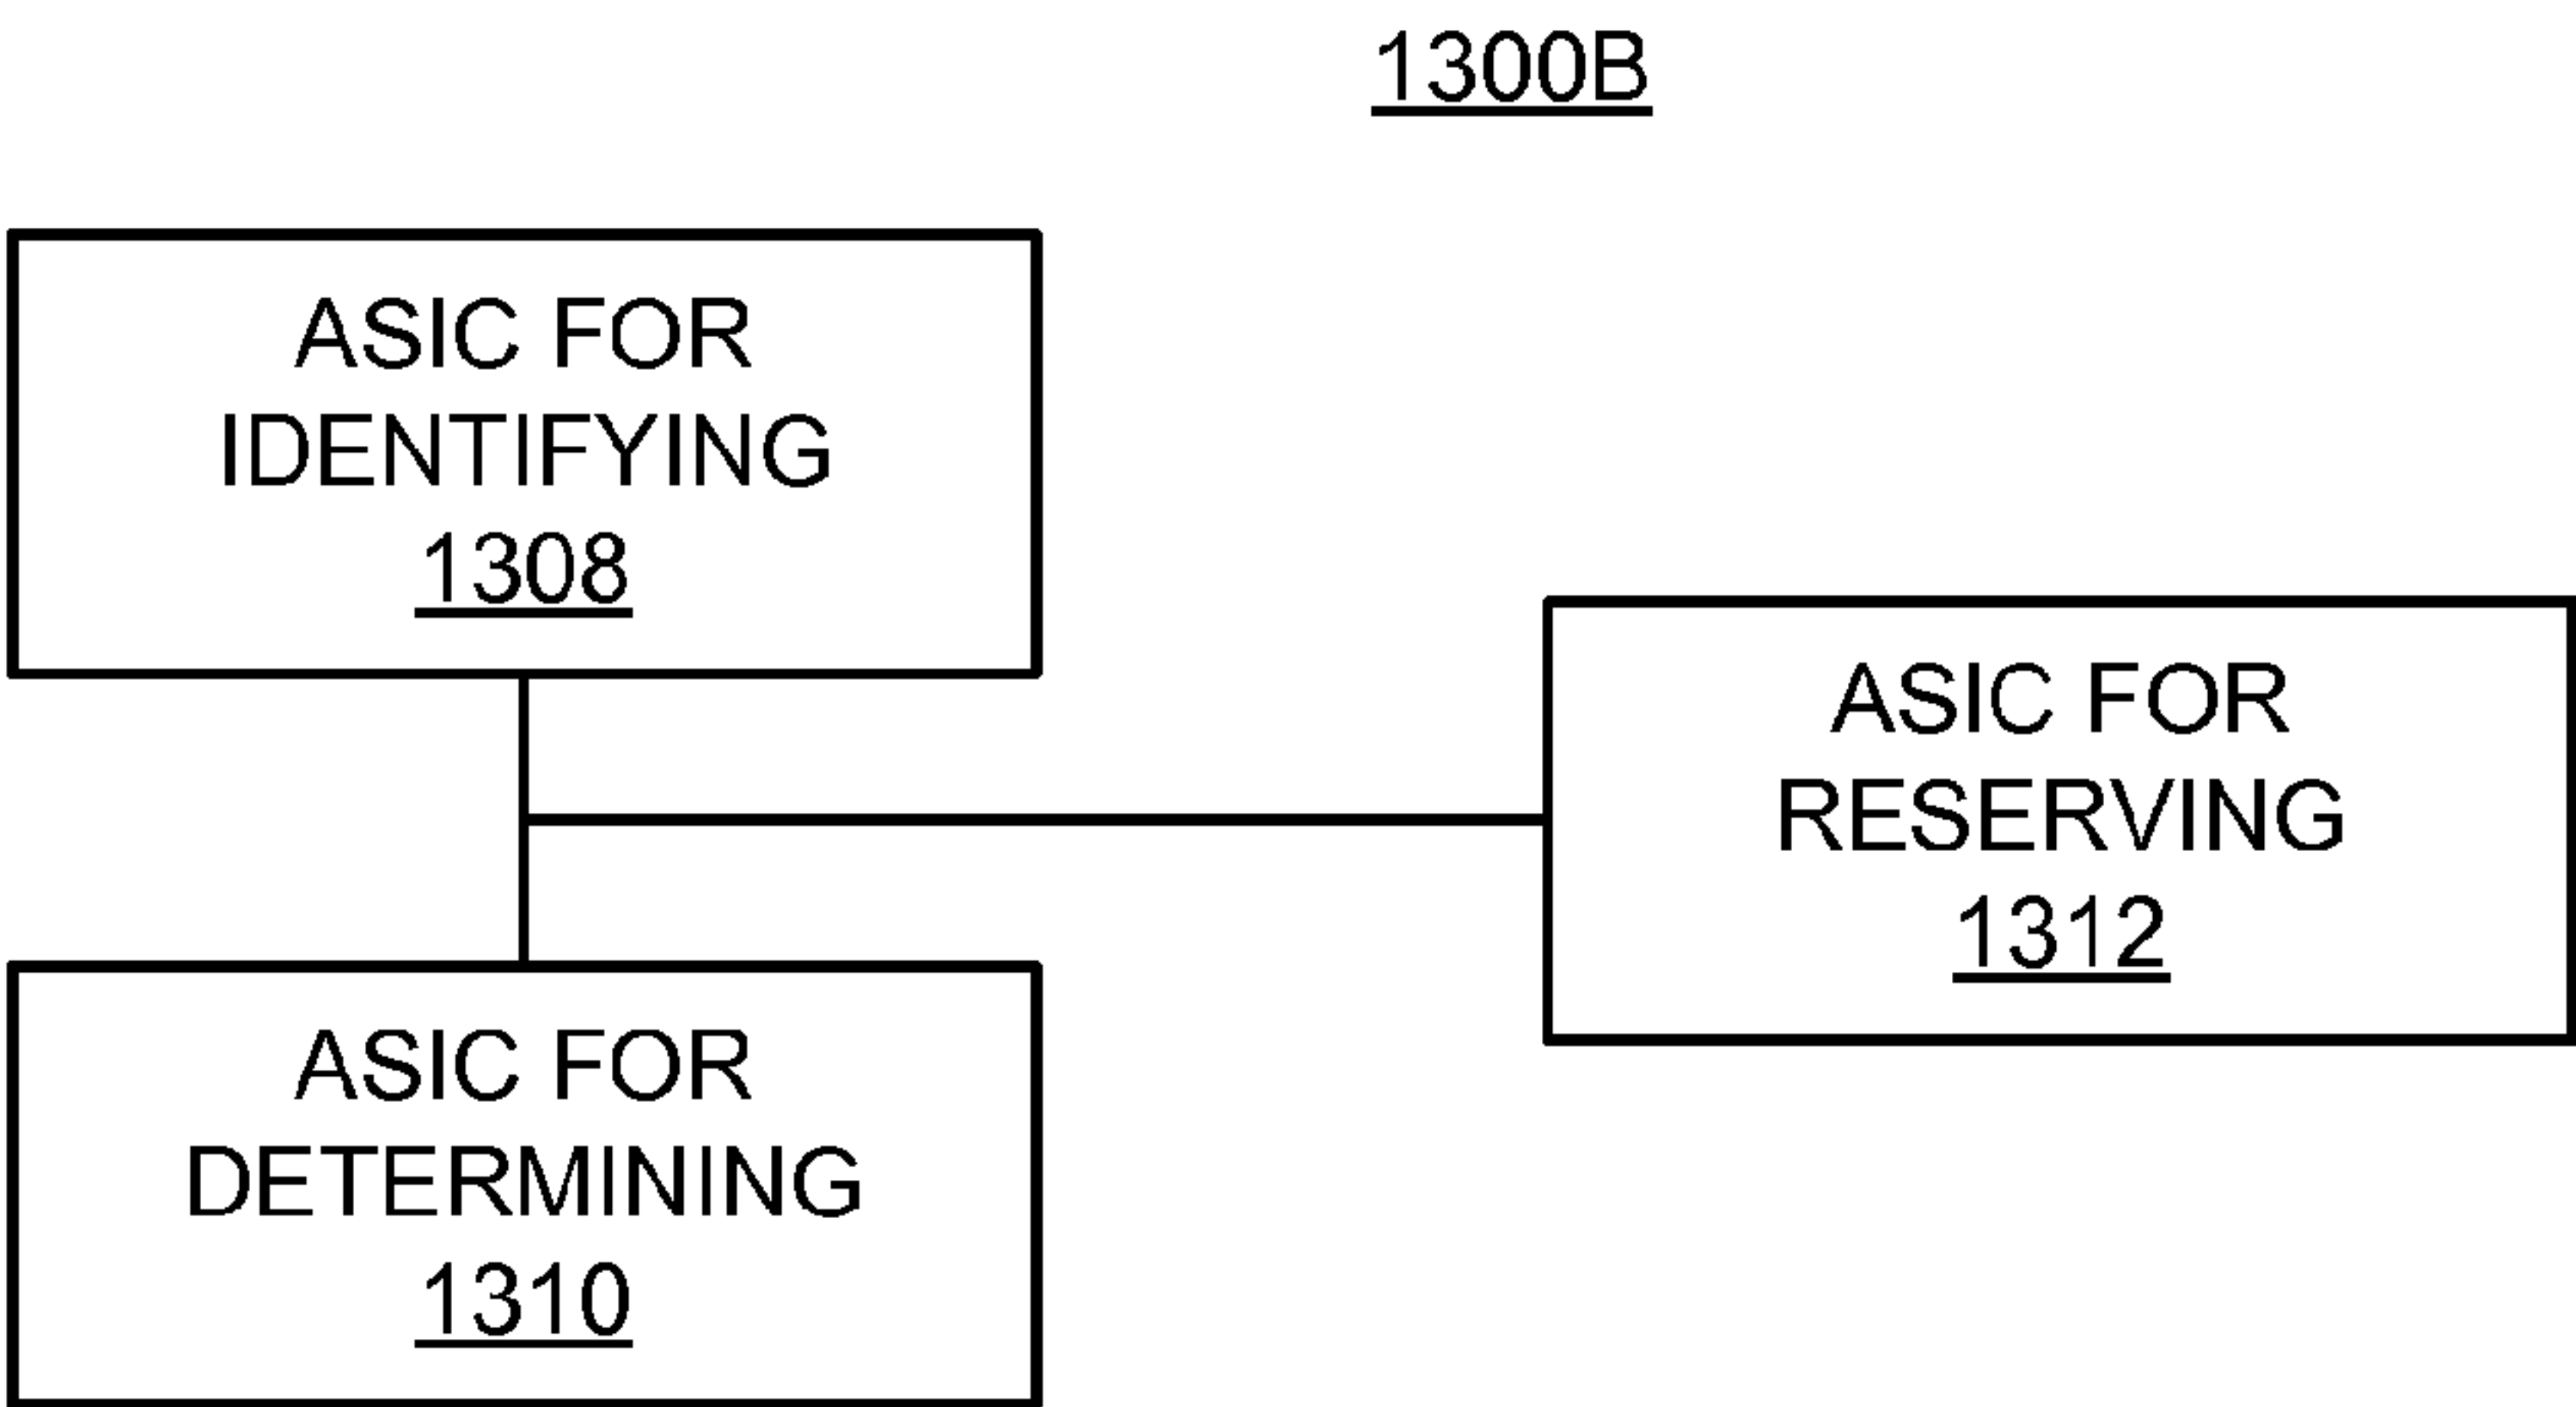 1300B
ASIC FOR
IDENTIFYING
1308
ASIC FOR
RESERVING
1312
ASIC FOR
DETERMINING
1310